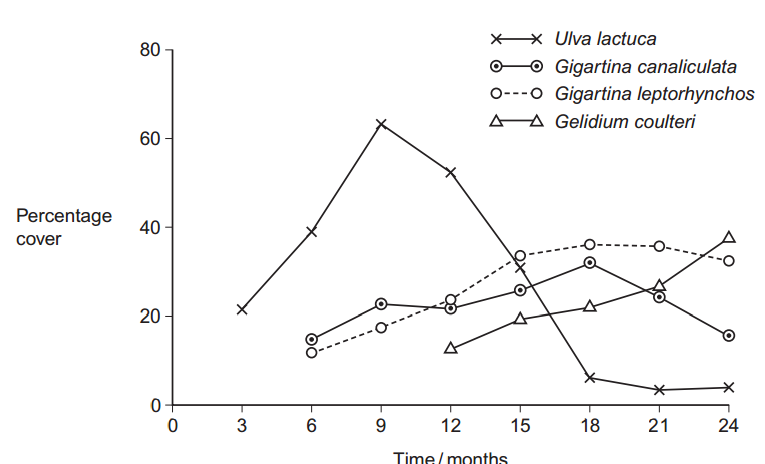 Ulva lactuca
Gigartina canaliculata
Gigartina leptorhynchos
Gelidium coulteri
80
60
40
20
0
Percentage
cover
0 3 6 9 12 15 18 21 24
Time / months